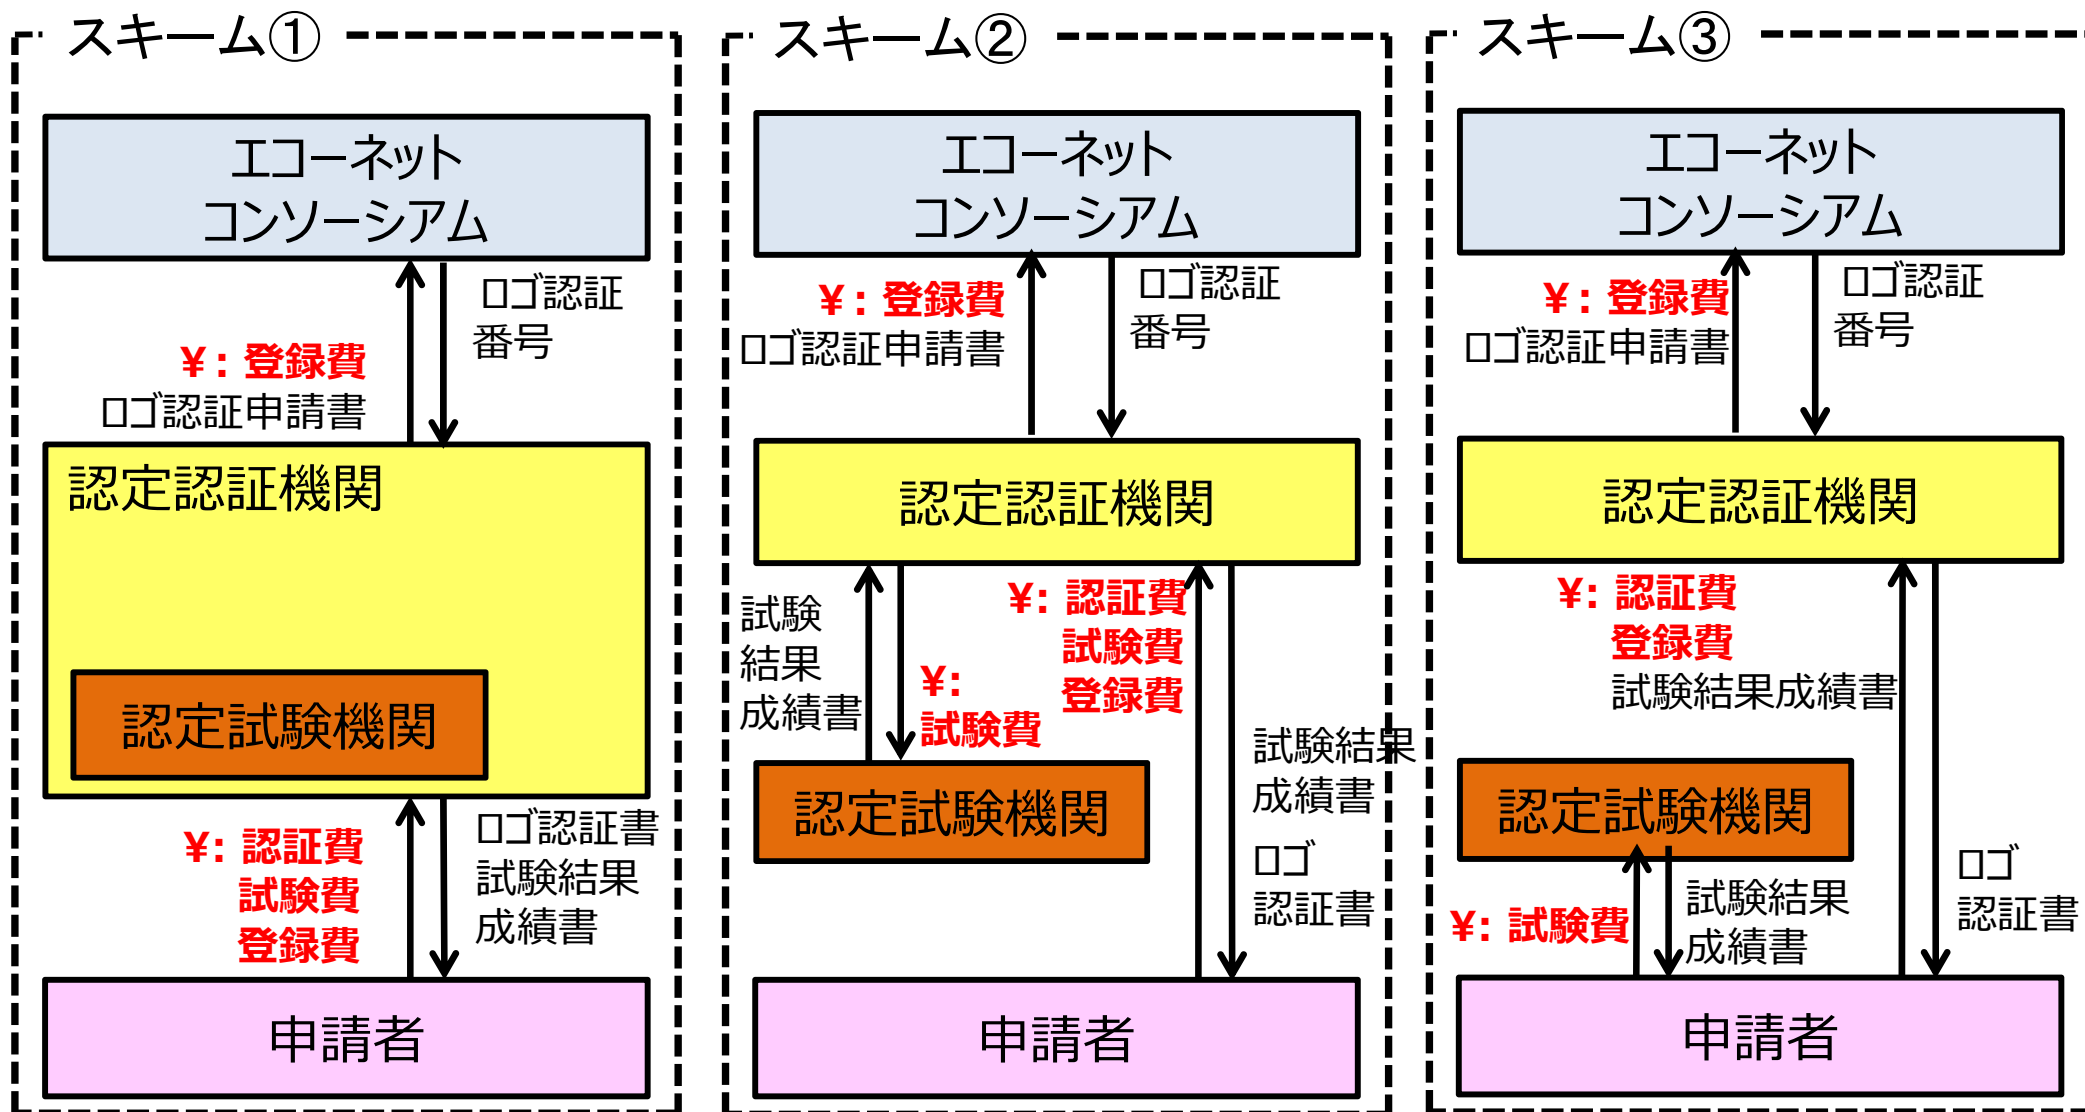 スキーム①
エコーネット
コンソーシアム
ロゴ認証
番号
¥：登録費
ロゴ認証申請書
認定認証機関
認定試験機関
¥: 認証費
試験費
登録費
ロゴ認証書
試験結果
成績書
申請者
スキーム②
エコーネット
コンソーシアム
¥：登録費
ロゴ認証申請書
ロゴ認証
番号
認定認証機関
試験
結果
成績書
¥:
試験費
¥: 認証費
試験費
登録費
認定試験機関
試験結果
成績書
ロゴ
認証書
申請者
スキーム③
エコーネット
コンソーシアム
¥：登録費
ロゴ認証申請書
ロゴ認証
番号
認定認証機関
¥: 認証費
登録費
試験結果成績書
認定試験機関
¥: 試験費
試験結果
成績書
ロゴ
認証書
申請者